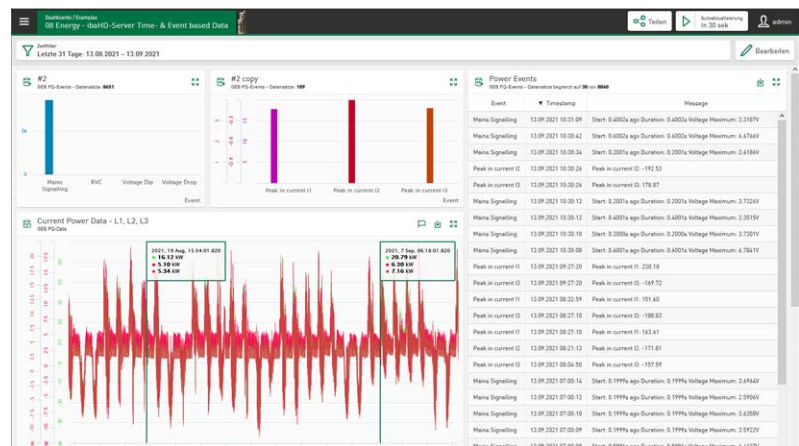 Dashboards / Examples
08 Energy - ibaHD-Server Time- & Event based Data
Teilen
Autoaktualisierung
In 30 sek
admin
Zeitfilter
Letzte 31 Tage: 13.08.2021 – 13.09.2021
Bearbeiten
#2
0EB PQ-Events - Datensätze: 8651
5k
0
Mains Signalling
RVC
Voltage Dip
Voltage Drop
Event
#2 copy
0EB PQ-Events - Datensätze: 189
Peak in current I1
Peak in current I2
Peak in current I3
Event
Current Power Data - L1, L2, L3
0EB PQ-Data
2021, 19 Aug, 15:54:01.820
16.12 kW
5.10 kW
5.34 kW
2021, 7 Sep, 06:18:01.820
20.79 kW
6.30 kW
7.16 kW
Power Events
0EB PQ-Events - Datensätze begrenzt auf 30 von 8840
Event ▼ Timestamp Message
Mains Signalling 13.09.2021 10:31:09 Start: 0.4002s ago Duration: 0.4002s Voltage Maximum: 2.3187V
Mains Signalling 13.09.2021 10:30:42 Start: 0.6002s ago Duration: 0.6002s Voltage Maximum: 6.6766V
Mains Signalling 13.09.2021 10:30:34 Start: 0.2001s ago Duration: 0.2001s Voltage Maximum: 3.6186V
Peak in current I2 13.09.2021 10:30:26 Peak in current I2: -192.53
Peak in current I3 13.09.2021 10:30:26 Peak in current I3: 178.87
Mains Signalling 13.09.2021 10:30:13 Start: 0.2001s ago Duration: 0.2001s Voltage Maximum: 3.7326V
Mains Signalling 13.09.2021 10:30:12 Start: 0.4001s ago Duration: 0.4001s Voltage Maximum: 2.3515V
Mains Signalling 13.09.2021 10:30:10 Start: 0.2000s ago Duration: 0.2000s Voltage Maximum: 3.7301V
Mains Signalling 13.09.2021 10:30:08 Start: 0.6001s ago Duration: 0.6001s Voltage Maximum: 6.7841V
Peak in current I1 13.09.2021 09:27:20 Peak in current I1: 230.18
Peak in current I3 13.09.2021 09:27:20 Peak in current I3: -169.72
Peak in current I1 13.09.2021 08:32:59 Peak in current I1: 151.60
Peak in current I3 13.09.2021 08:27:10 Peak in current I3: -188.83
Peak in current I1 13.09.2021 08:27:10 Peak in current I1: 163.61
Peak in current I2 13.09.2021 08:21:13 Peak in current I2: -171.81
Peak in current I3 13.09.2021 08:04:50 Peak in current I3: -157.59
Mains Signalling 13.09.2021 07:00:14 Start: 0.1999s ago Duration: 0.1999s Voltage Maximum: 3.6964V
Mains Signalling 13.09.2021 07:00:13 Start: 0.1999s ago Duration: 0.1999s Voltage Maximum: 2.5906V
Mains Signalling 13.09.2021 07:00:10 Start: 0.1999s ago Duration: 0.1999s Voltage Maximum: 3.6358V
Mains Signalling 13.09.2021 07:00:09 Start: 0.1999s ago Duration: 0.1999s Voltage Maximum: 3.5922V